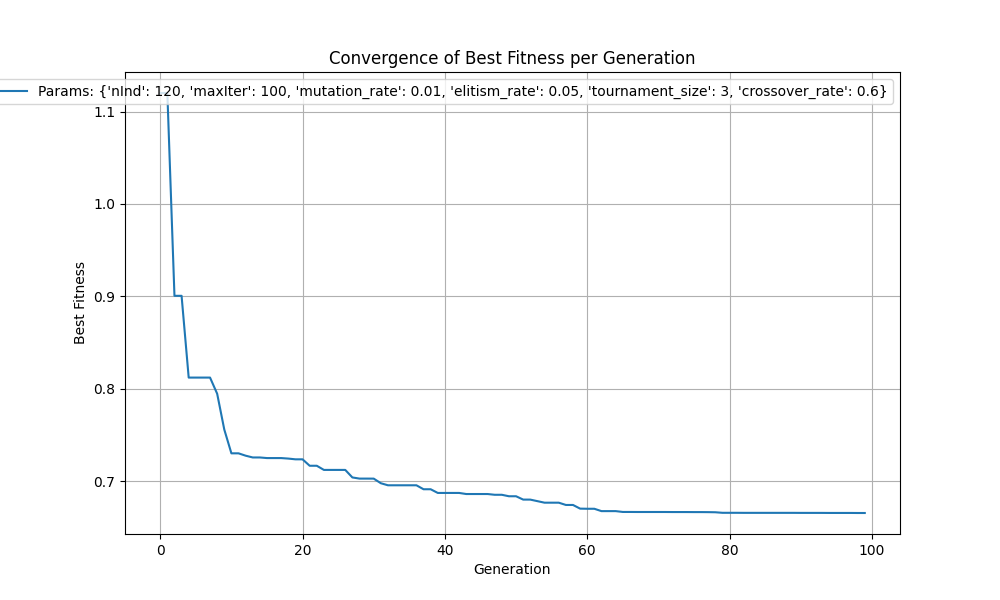 Convergence of Best Fitness per Generation
Params: {'nInd': 120, 'maxIter': 100, 'mutation_rate': 0.01, 'elitism_rate': 0.05, 'tournament_size': 3, 'crossover_rate': 0.6}
1.1
1.0
0.9
0.8
0.7
Best Fitness
0
20
40
60
80
100
Generation